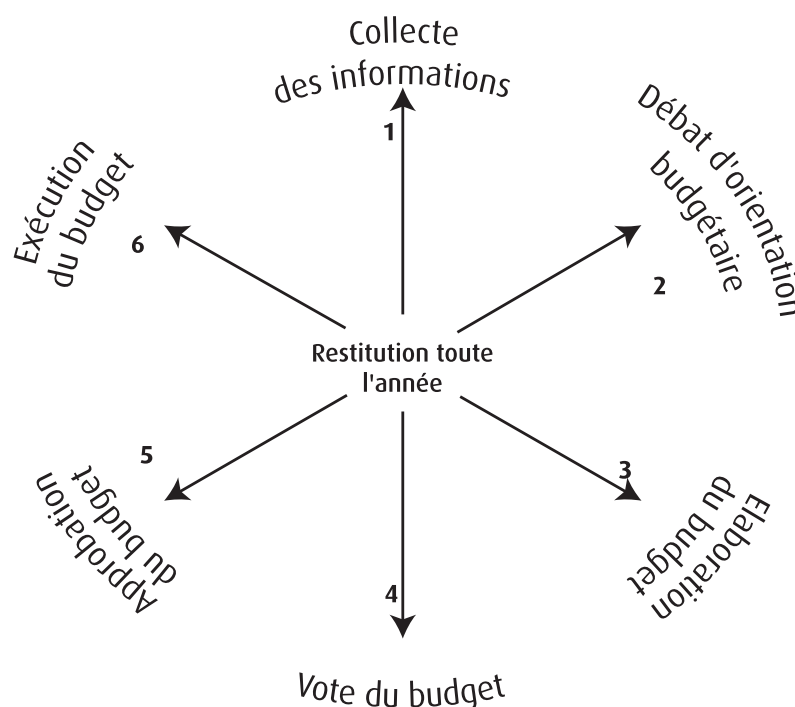 Collecte
des informations
1
Débat d'orientation
budgétaire
2
Exécution
du budget
6
Restitution toute
l'année
5
Approbation
du budget
3
Elaboration
du budget
4
Vote du budget